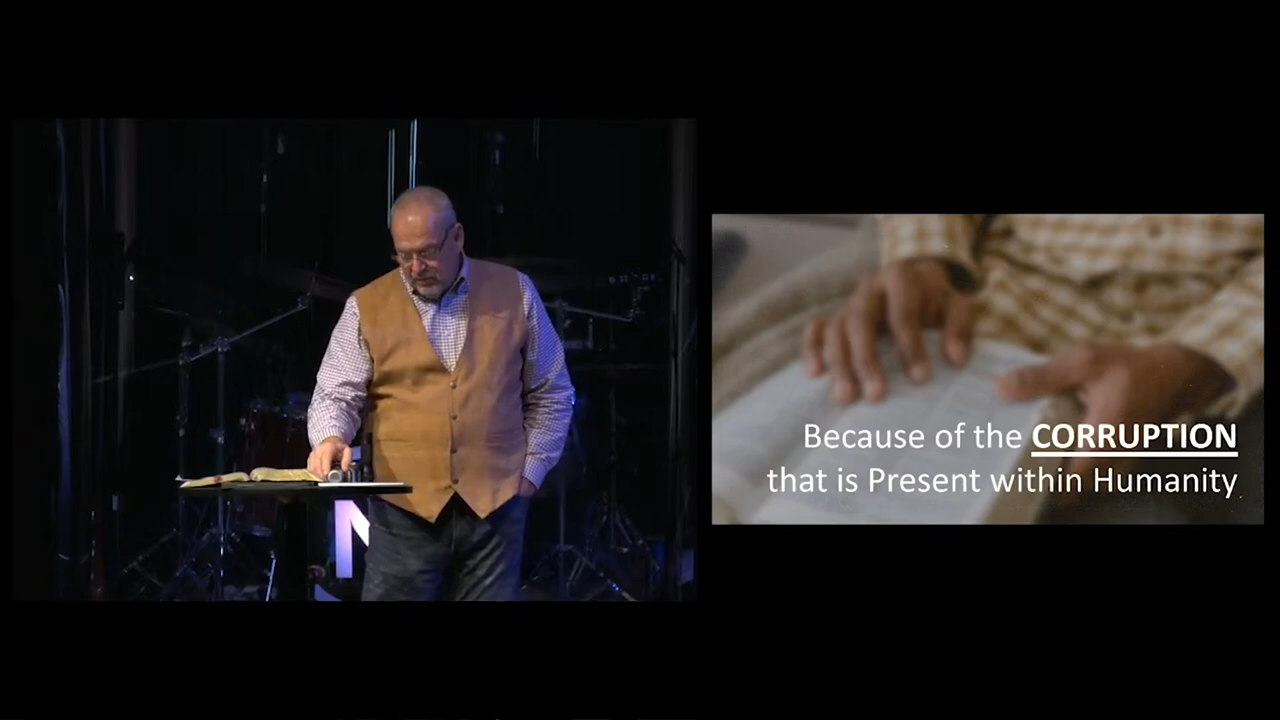 Because of the CORRUPTION
that is Present within Humanity